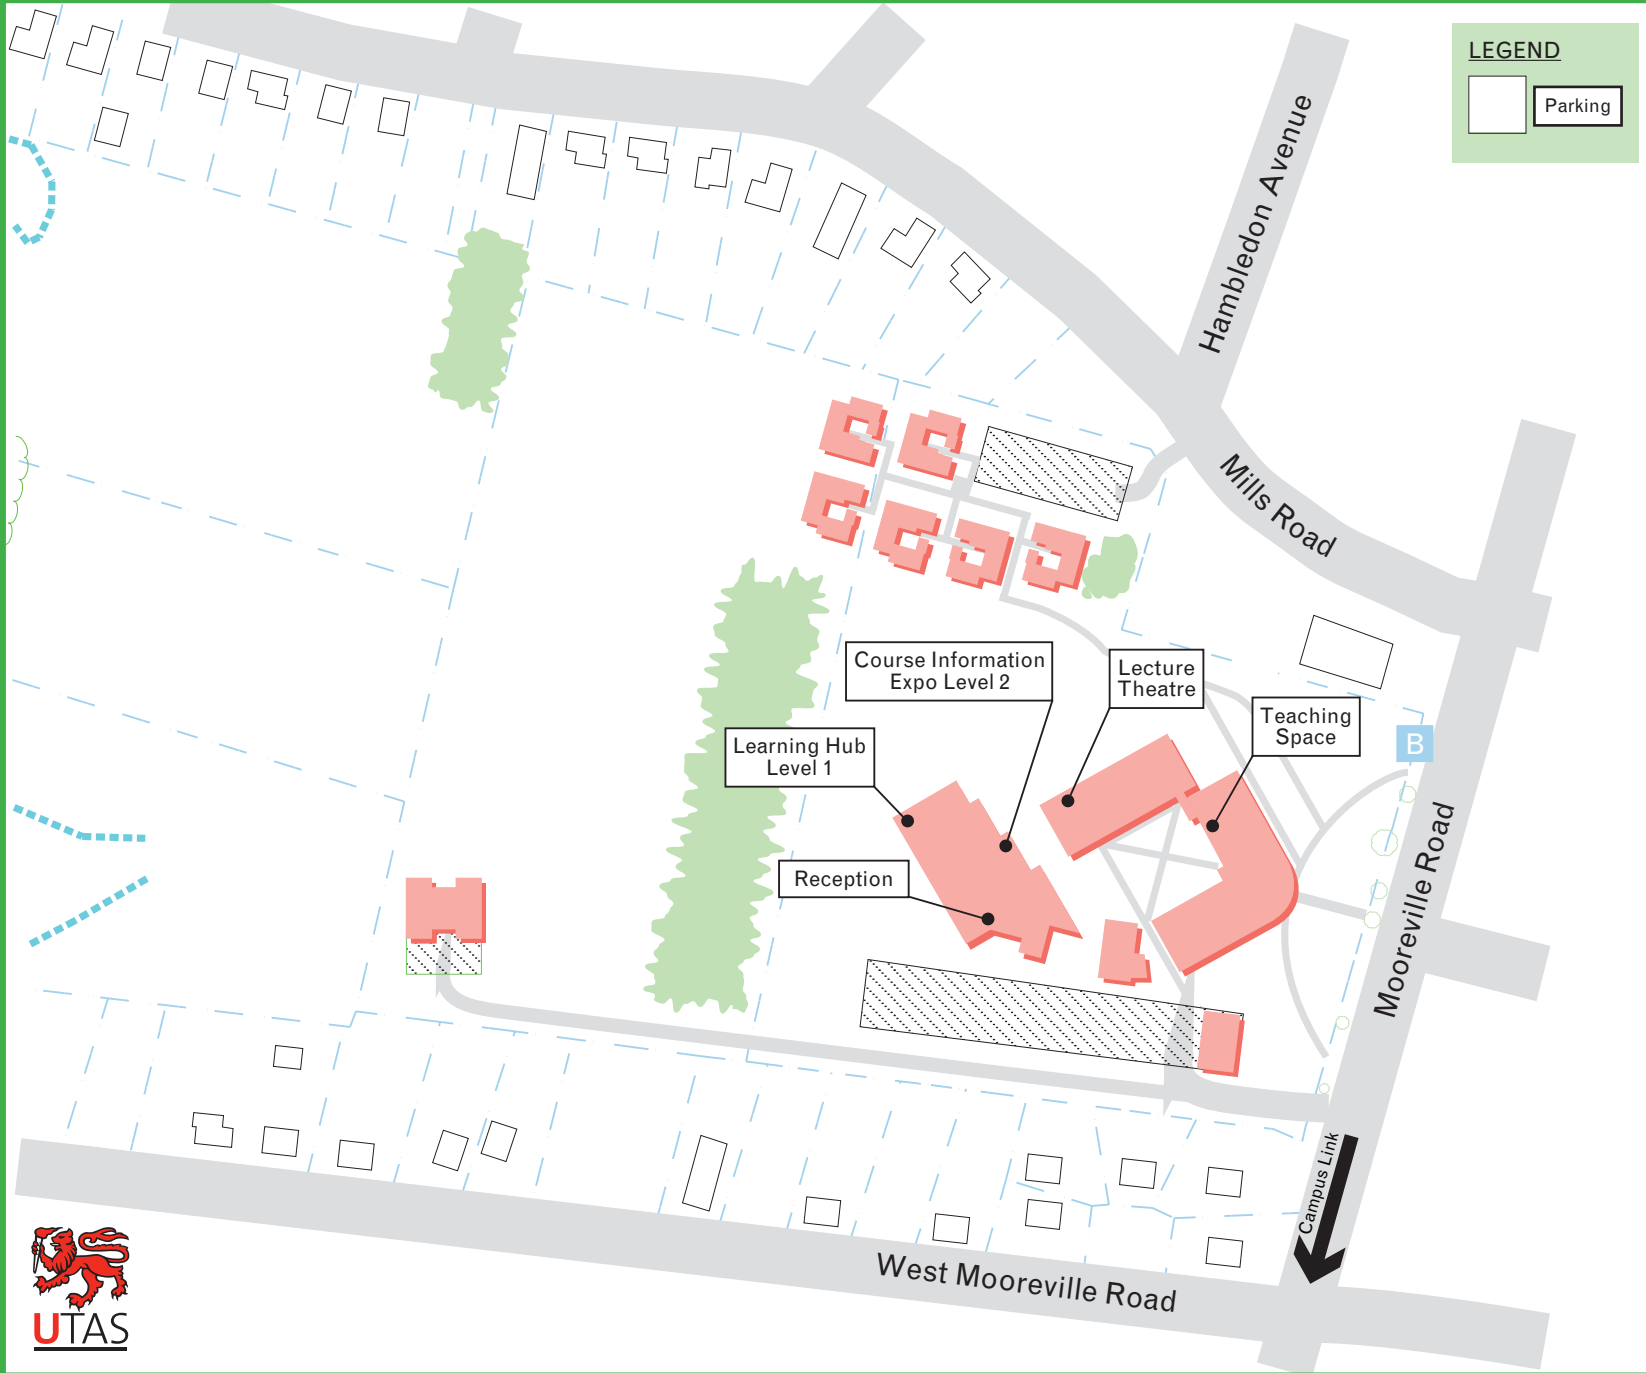 LEGEND
Parking
Hambledon Avenue
Mills Road
Course Information
Expo Level 2
Lecture
Theatre
Teaching
Space
Learning Hub
Level 1
B
Reception
Mooreville Road
Campus Link
West Mooreville Road
UTAS